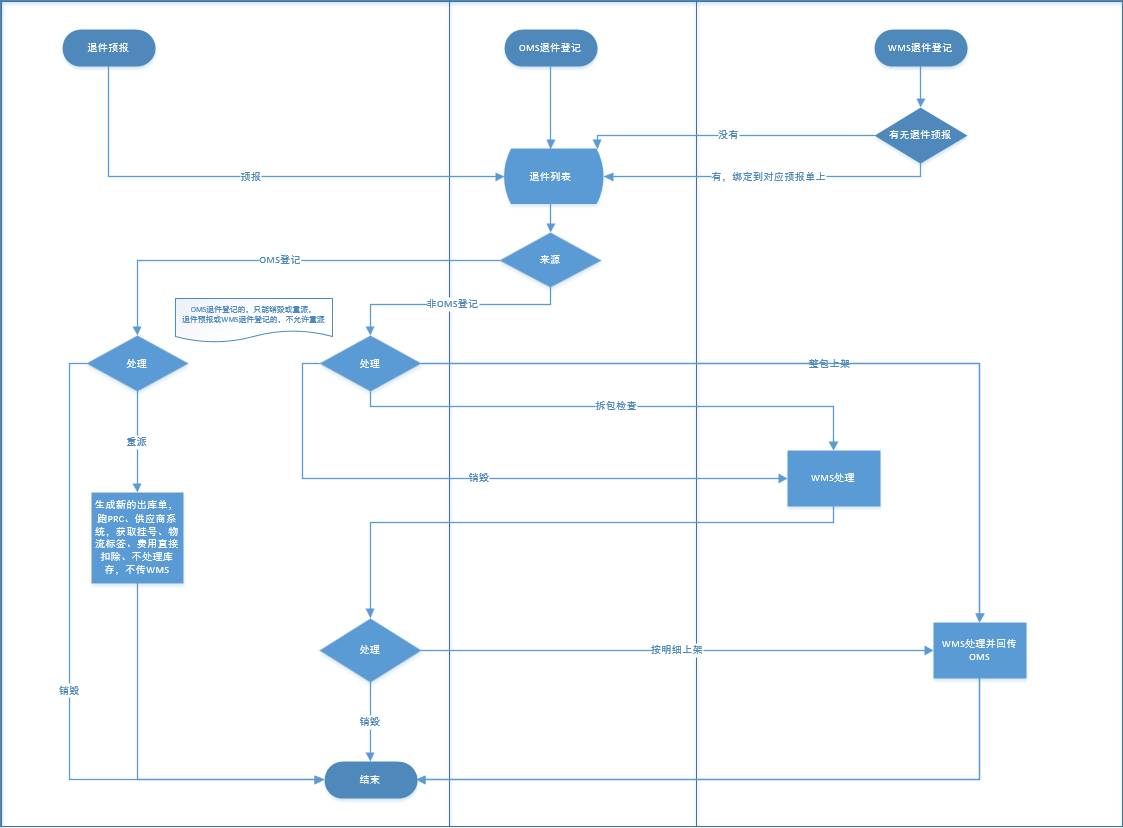 退件预报
OMS退件登记
WMS退件登记
没有
有无退件预报
预报
退件列表
有，绑定到对应预报单上
OMS登记
来源
非OMS登记
OMS退件登记的，只能销毁或重派。
退件预报或WMS退件登记的、不允许重派
处理
处理
整包上架
拆包检查
重派
销毁
WMS处理
生成新的出库单，
跑PRC、供应商系
统，获取挂号、物
流标签、费用直接
扣除、不处理库
存，不传WMS
处理
按明细上架
WMS处理并回传
OMS
销毁
销毁
结束